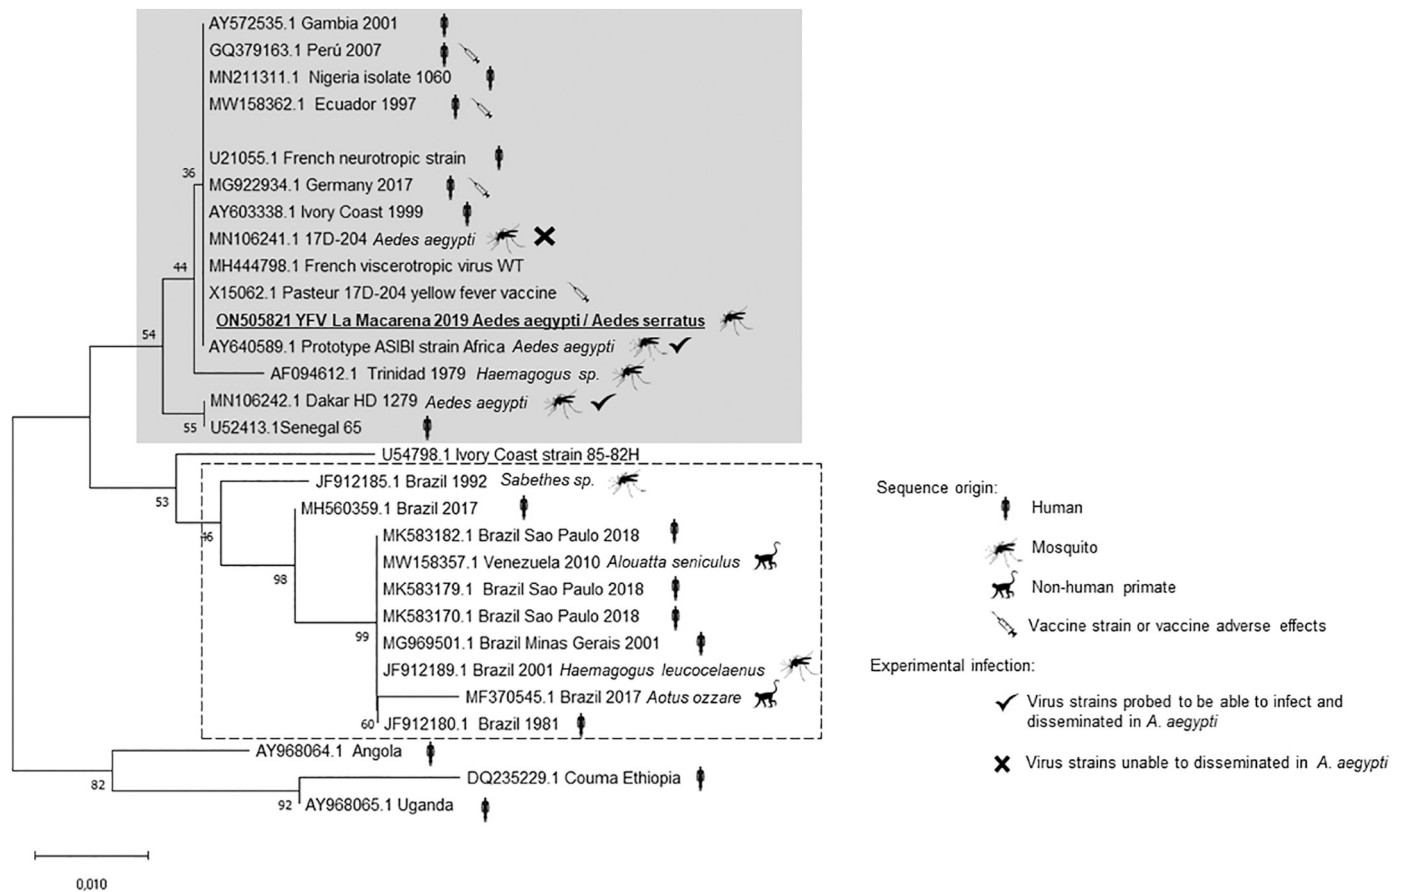 AY572535.1 Gambia 2001
GQ379163.1 Perú 2007
MN211311.1 Nigeria isolate 1060
MW158362.1 Ecuador 1997
U21055.1 French neurotropic strain
36
MG922934.1 Germany 2017
AY603338.1 Ivory Coast 1999
MN106241.1 17D-204 Aedes aegypti
44
MH444798.1 French viscerotropic virus WT
X15062.1 Pasteur 17D-204 yellow fever vaccine
ON505821 YFV La Macarena 2019 Aedes aegypti / Aedes serratus
54
AY640589.1 Prototype ASIBI strain Africa Aedes aegypti
AF094612.1 Trinidad 1979 Haemagogus sp.
MN106242.1 Dakar HD 1279 Aedes aegypti
55
U52413.1Senegal 65
U54798.1 Ivory Coast strain 85-82H
JF912185.1 Brazil 1992 Sabethes sp.
53
MH560359.1 Brazil 2017
46
MK583182.1 Brazil Sao Paulo 2018
MW158357.1 Venezuela 2010 Alouatta seniculus
98
MK583179.1 Brazil Sao Paulo 2018
MK583170.1 Brazil Sao Paulo 2018
99
MG969501.1 Brazil Minas Gerais 2001
JF912189.1 Brazil 2001 Haemagogus leucocelaenus
MF370545.1 Brazil 2017 Aotus ozzare
60
JF912180.1 Brazil 1981
AY968064.1 Angola
82
DQ235229.1 Couma Ethiopia
92
AY968065.1 Uganda
0,010
Sequence origin:
Human
Mosquito
Non-human primate
Vaccine strain or vaccine adverse effects
Experimental infection:
Virus strains probed to be able to infect and
disseminated in A. aegypti
Virus strains unable to disseminated in A. aegypti